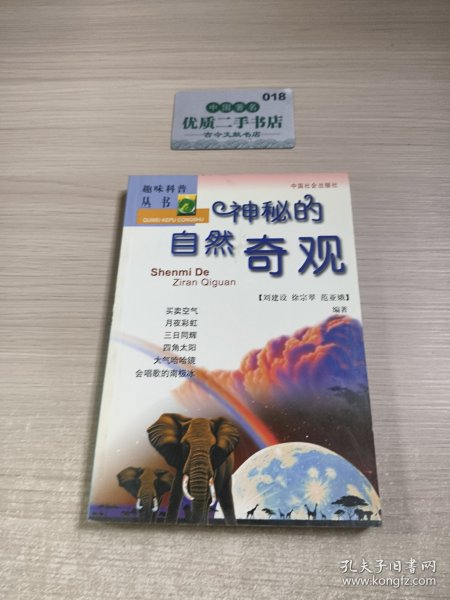 018
中国著名
优质二手书店
古今文献书店
趣味科普
丛书
QUWEI KEPU CONGSHU
中国社会出版社
神秘的
自然奇观
Shenmi De
Ziran Qiguan
【刘建设 徐宗翠 范亚娥】
编著
买卖空气
月夜彩虹
三日同辉
四角太阳
大气哈哈镜
会唱歌的南极冰
孔夫子旧书网
www.kongfz.com